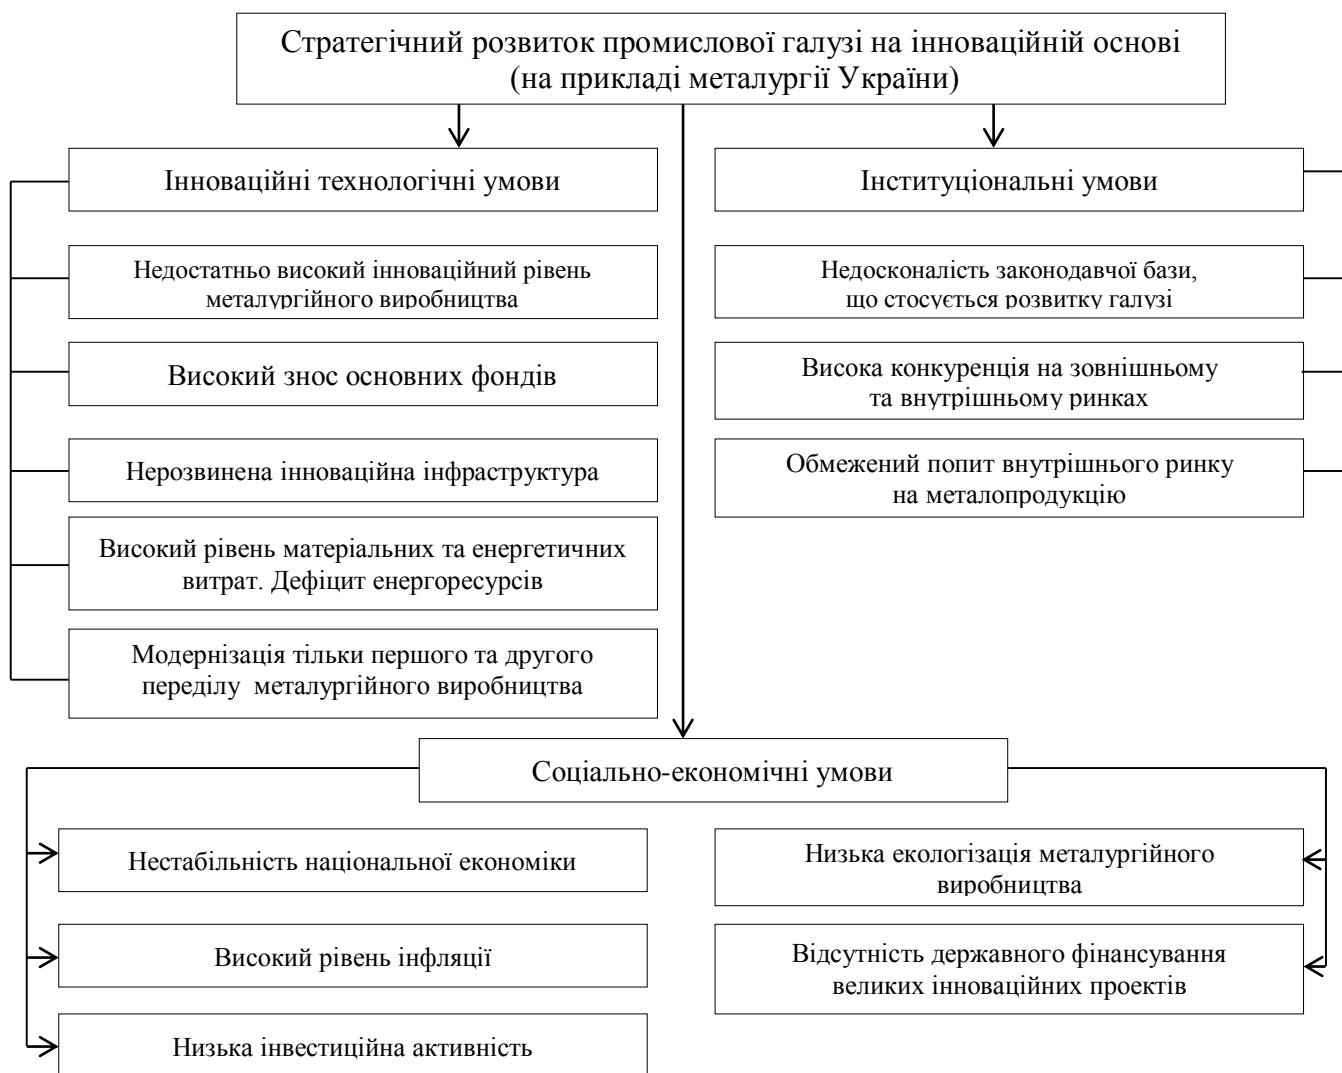 Стратегічний розвиток промислової галузі на інноваційній основі
(на прикладі металургії України)
Інноваційні технологічні умови
Недостатньо високий інноваційний рівень
металургійного виробництва
Високий знос основних фондів
Нерозвинена інноваційна інфраструктура
Високий рівень матеріальних та енергетичних
витрат. Дефіцит енергоресурсів
Модернізація тільки першого та другого
переділу металургійного виробництва
Інституціональні умови
Недосконалість законодавчої бази,
що стосується розвитку галузі
Висока конкуренція на зовнішньому
та внутрішньому ринках
Обмежений попит внутрішнього ринку
на металопродукцію
Соціально-економічні умови
Нестабільність національної економіки
Високий рівень інфляції
Низька інвестиційна активність
Низька екологізація металургійного
виробництва
Відсутність державного фінансування
великих інноваційних проектів